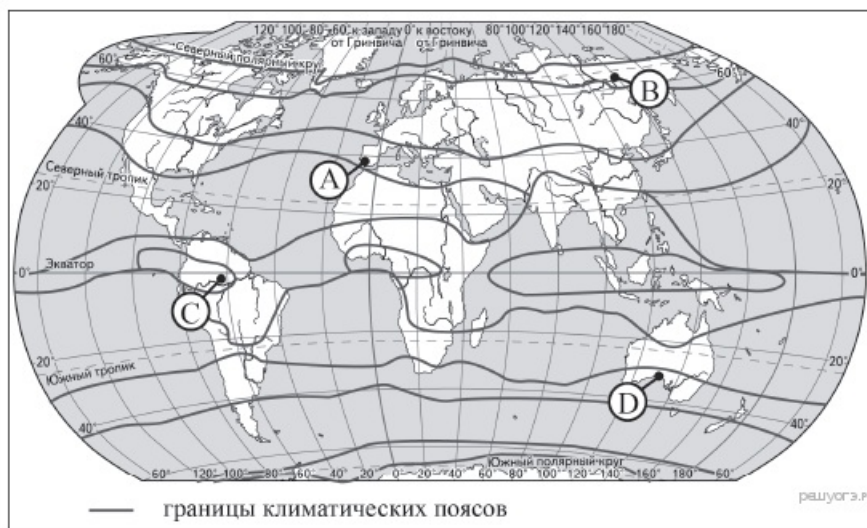 120° 100° 80° 60° к западу 0° к востоку 80° 100° 120° 140° 160° 180°
от Гринвича от Гринвича
Северный полярный круг
60° 60°
B
40° 40°
A
Северный тропик
20° 20°
Экватор
0° 0°
C
20° 20°
Южный тропик
D
40° 40°
Южный полярный круг
60° 120° 100° 80° 60° 40° 20° 0° 20° 40° 60° 80° 100° 120° 140° 160° 180° 60°
границы климатических поясов
решуогэ.р